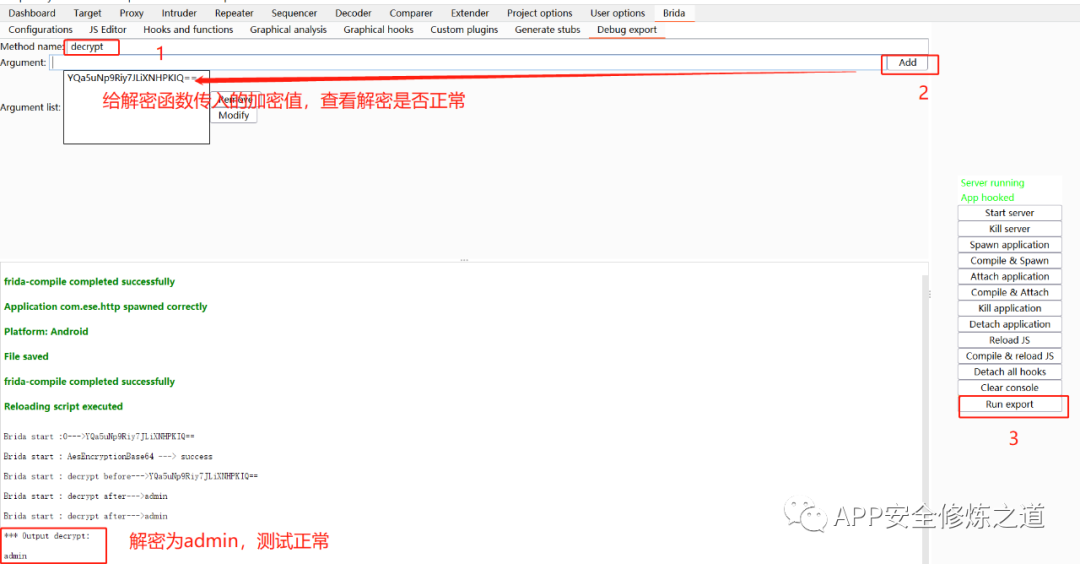 Dashboard Target Proxy Intruder Repeater Sequencer Decoder Comparer Extender Project options User options Brida
Configurations JS Editor Hooks and functions Graphical analysis Graphical hooks Custom plugins Generate stubs Debug export
Method name: decrypt
1
Argument: Add
2
YQa5uNp9Riy7JLiXNHPKIQ==
Argument list:
Remove
给解密函数传入的加密值，查看解密是否正常
Modify
Server running
App hooked
Start server
Kill server
Spawn application
Compile & Spawn
Attach application
Compile & Attach
Kill application
Detach application
Reload JS
Compile & reload JS
Detach all hooks
Clear console
Run export
3
frida-compile completed successfully
Application com.ese.http spawned correctly
Platform: Android
File saved
frida-compile completed successfully
Reloading script executed
Brida start :0--->YQa5uNp9Riy7JLiXNHPKIQ==
Brida start : AesEncryptionBase64 ---> success
Brida start : decrypt before--->YQa5uNp9Riy7JLiXNHPKIQ==
Brida start : decrypt after--->admin
Brida start : decrypt after--->admin
*** Output decrypt:
admin
解密为admin，测试正常
APP安全修炼之道